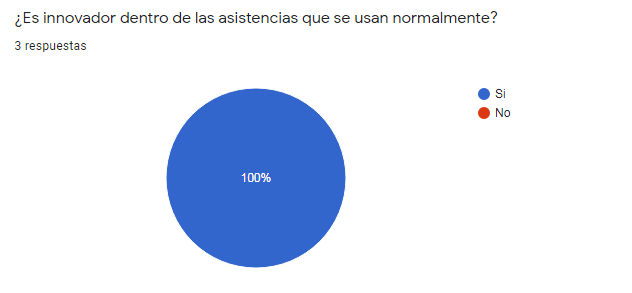 ¿Es innovador dentro de las asistencias que se usan normalmente?
3 respuestas
Si
No
100%